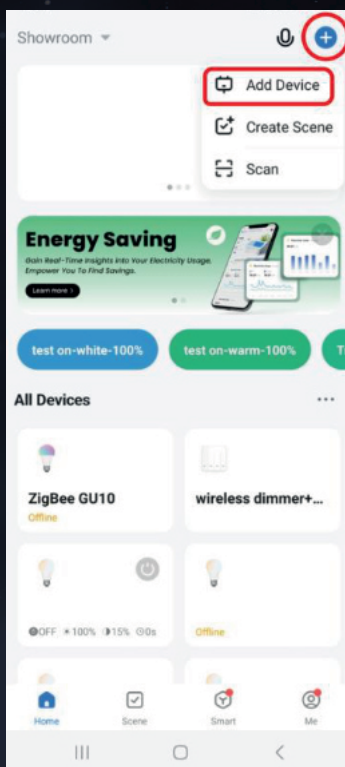 Showroom
Add Device
Create Scene
Scan
Energy Saving
Gain Real-Time Insights into Your Electricity Usage,
Empower You To Find Savings.
Learn more >
test on-white-100%
test on-warm-100%
All Devices
...
ZigBee GU10
Offline
wireless dimmer+...
OFF 100% 15% 0s
Offline
Home
Scene
Smart
Me